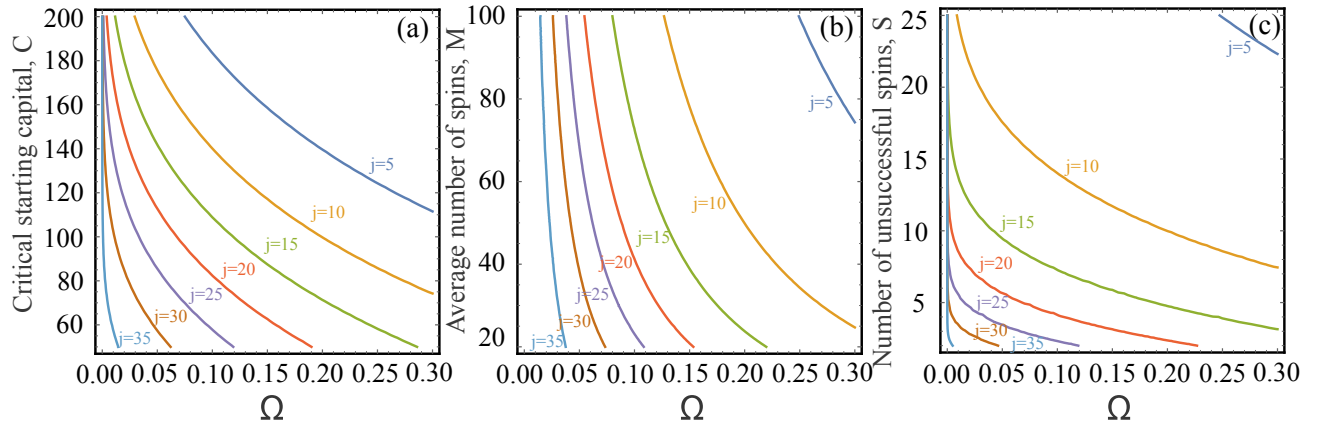 Critical starting capital, C
200
180
160
140
120
100
80
60
(a)
j=5
j=10
j=15
j=20
j=25
j=30
j=35
0.00 0.05 0.10 0.15 0.20 0.25 0.30
Ω
Average number of spins, M
100
80
60
40
20
(b)
j=5
j=10
j=15
j=20
j=25
j=30
j=35
0.00 0.05 0.10 0.15 0.20 0.25 0.30
Ω
Number of unsuccessful spins, S
25
20
15
10
5
(c)
j=5
j=10
j=15
j=20
j=25
j=30
j=35
0.00 0.05 0.10 0.15 0.20 0.25 0.30
Ω